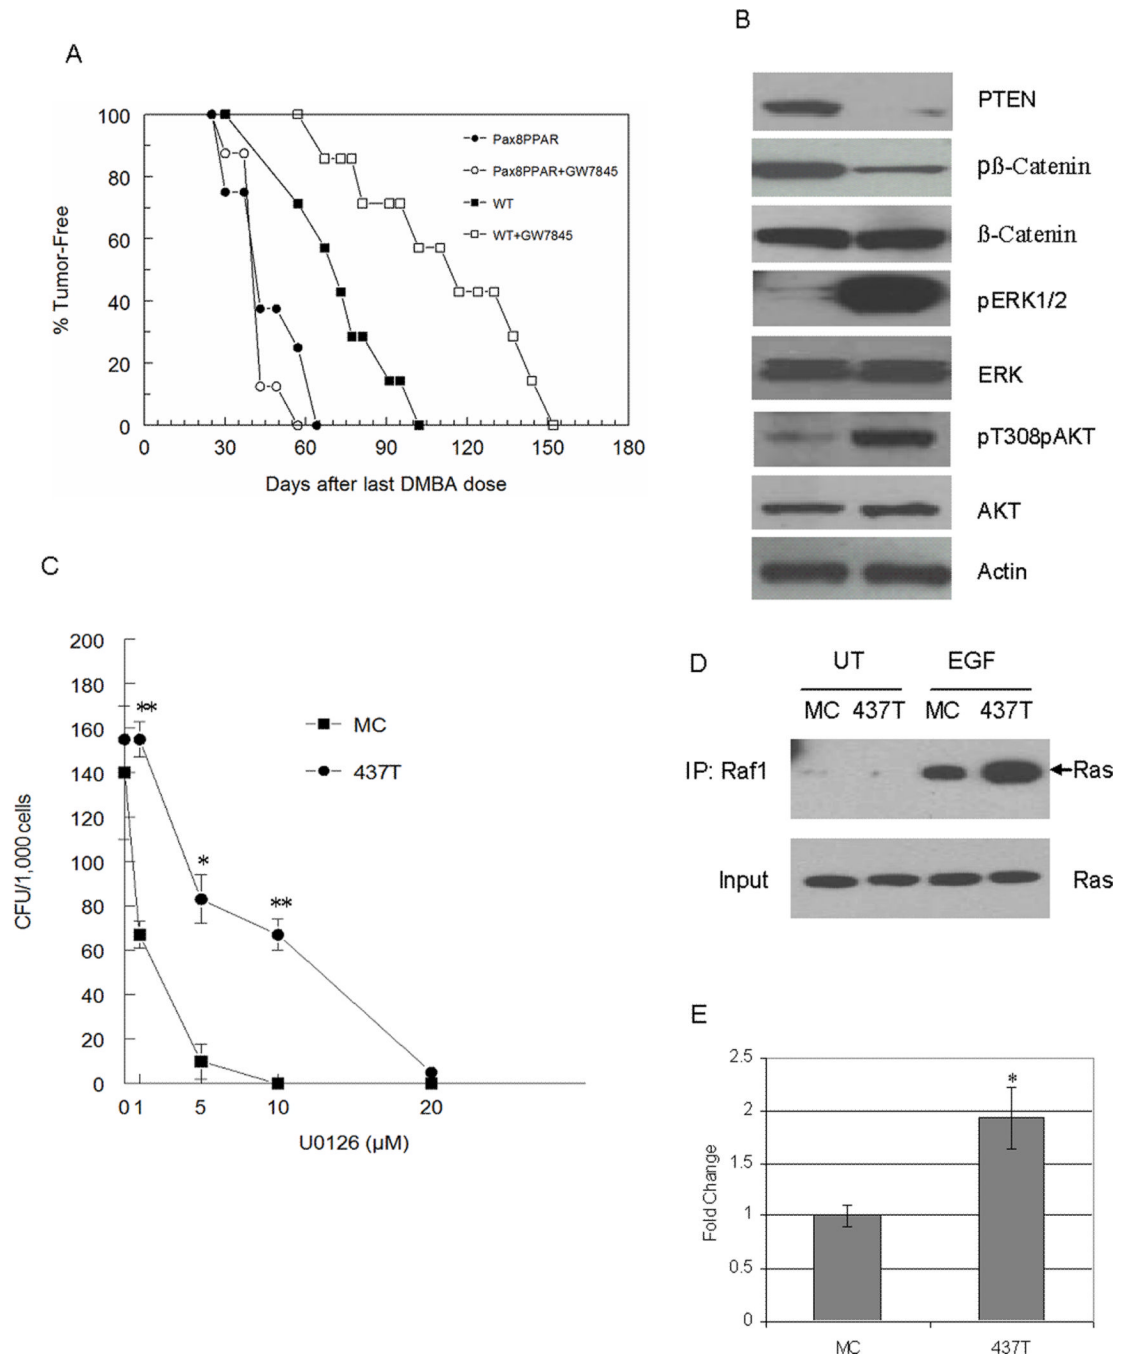 A
100
80
60
40
20
0
% Tumor-Free
Pax8PPAR
Pax8PPAR+GW7845
WT
WT+GW7845
0 30 60 90 120 150 180
Days after last DMBA dose
B
PTEN
pß-Catenin
ß-Catenin
pERK1/2
ERK
pT308pAKT
AKT
Actin
C
200
180
160
140
120
100
80
60
40
20
0
CFU/1,000 cells
**
*
**
MC
437T
0 1 5 10 20
U0126 (µM)
D
UT EGF
MC 437T MC 437T
IP: Raf1 Ras
Input Ras
E
2.5
2
1.5
1
0.5
0
Fold Change
*
MC 437T